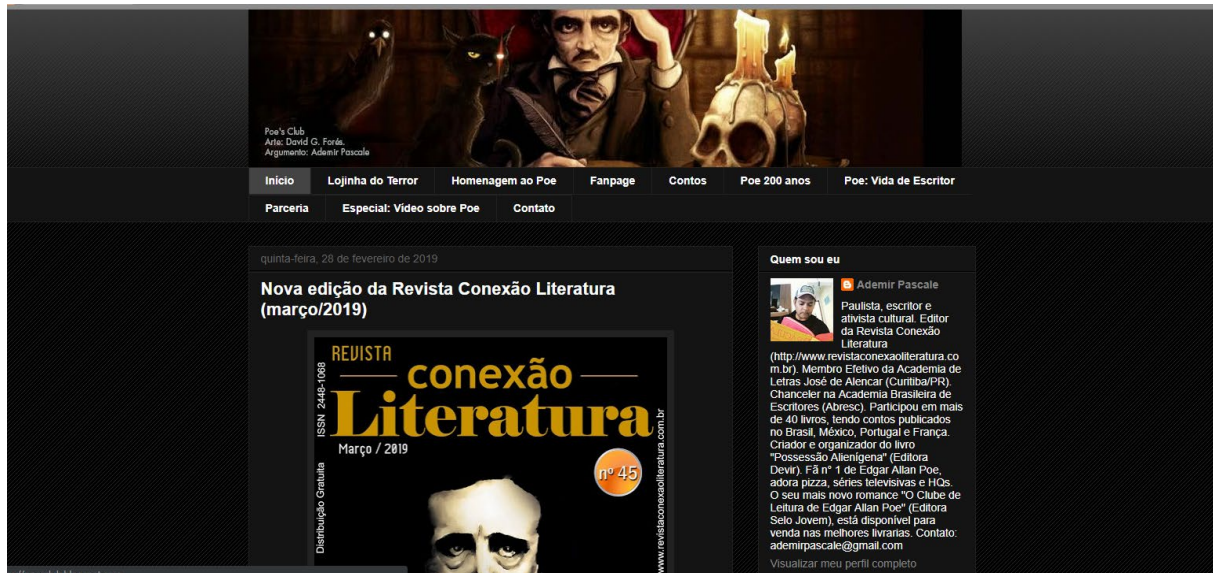 Poe's Club
Arte: David G. Forés.
Argumento: Ademir Pascale
Início Lojinha do Terror Homenagem ao Poe Fanpage Contos Poe 200 anos Poe: Vida de Escritor
Parceria Especial: Vídeo sobre Poe Contato
quinta-feira, 28 de fevereiro de 2019
Nova edição da Revista Conexão Literatura
(março/2019)
REVISTA
conexão
Literatura
Março / 2019
nº 45
ISSN 2448-1068
Distribuição Gratuita
www.revistaconexaoliteratura.com.br
Quem sou eu
Ademir Pascale
Paulista, escritor e
ativista cultural. Editor
da Revista Conexão
Literatura
(http://www.revistaconexaoliteratura.co
m.br). Membro Efetivo da Academia de
Letras José de Alencar (Curitiba/PR).
Chanceler na Academia Brasileira de
Escritores (Abresc). Participou em mais
de 40 livros, tendo contos publicados
no Brasil, México, Portugal e França.
Criador e organizador do livro
"Possessão Alienígena" (Editora
Devir). Fã n° 1 de Edgar Allan Poe,
adora pizza, séries televisivas e HQs.
O seu mais novo romance "O Clube de
Leitura de Edgar Allan Poe" (Editora
Selo Jovem), está disponível para
venda nas melhores livrarias. Contato:
ademirpascale@gmail.com
Visualizar meu perfil completo